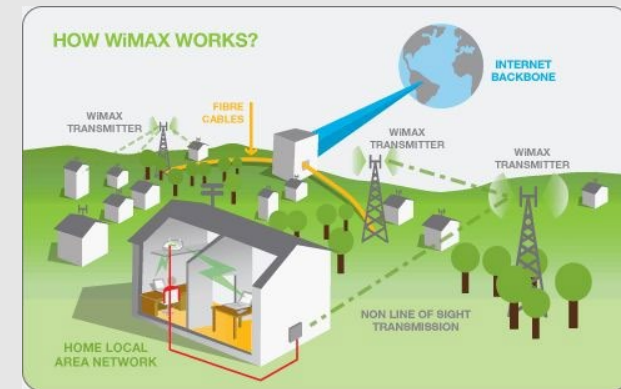 HOW WiMAX WORKS?
INTERNET
BACKBONE
FIBRE
CABLES
WiMAX
TRANSMITTER
WiMAX
TRANSMITTER
WiMAX
TRANSMITTER
NON LINE OF SIGHT
TRANSMISSION
HOME LOCAL
AREA NETWORK